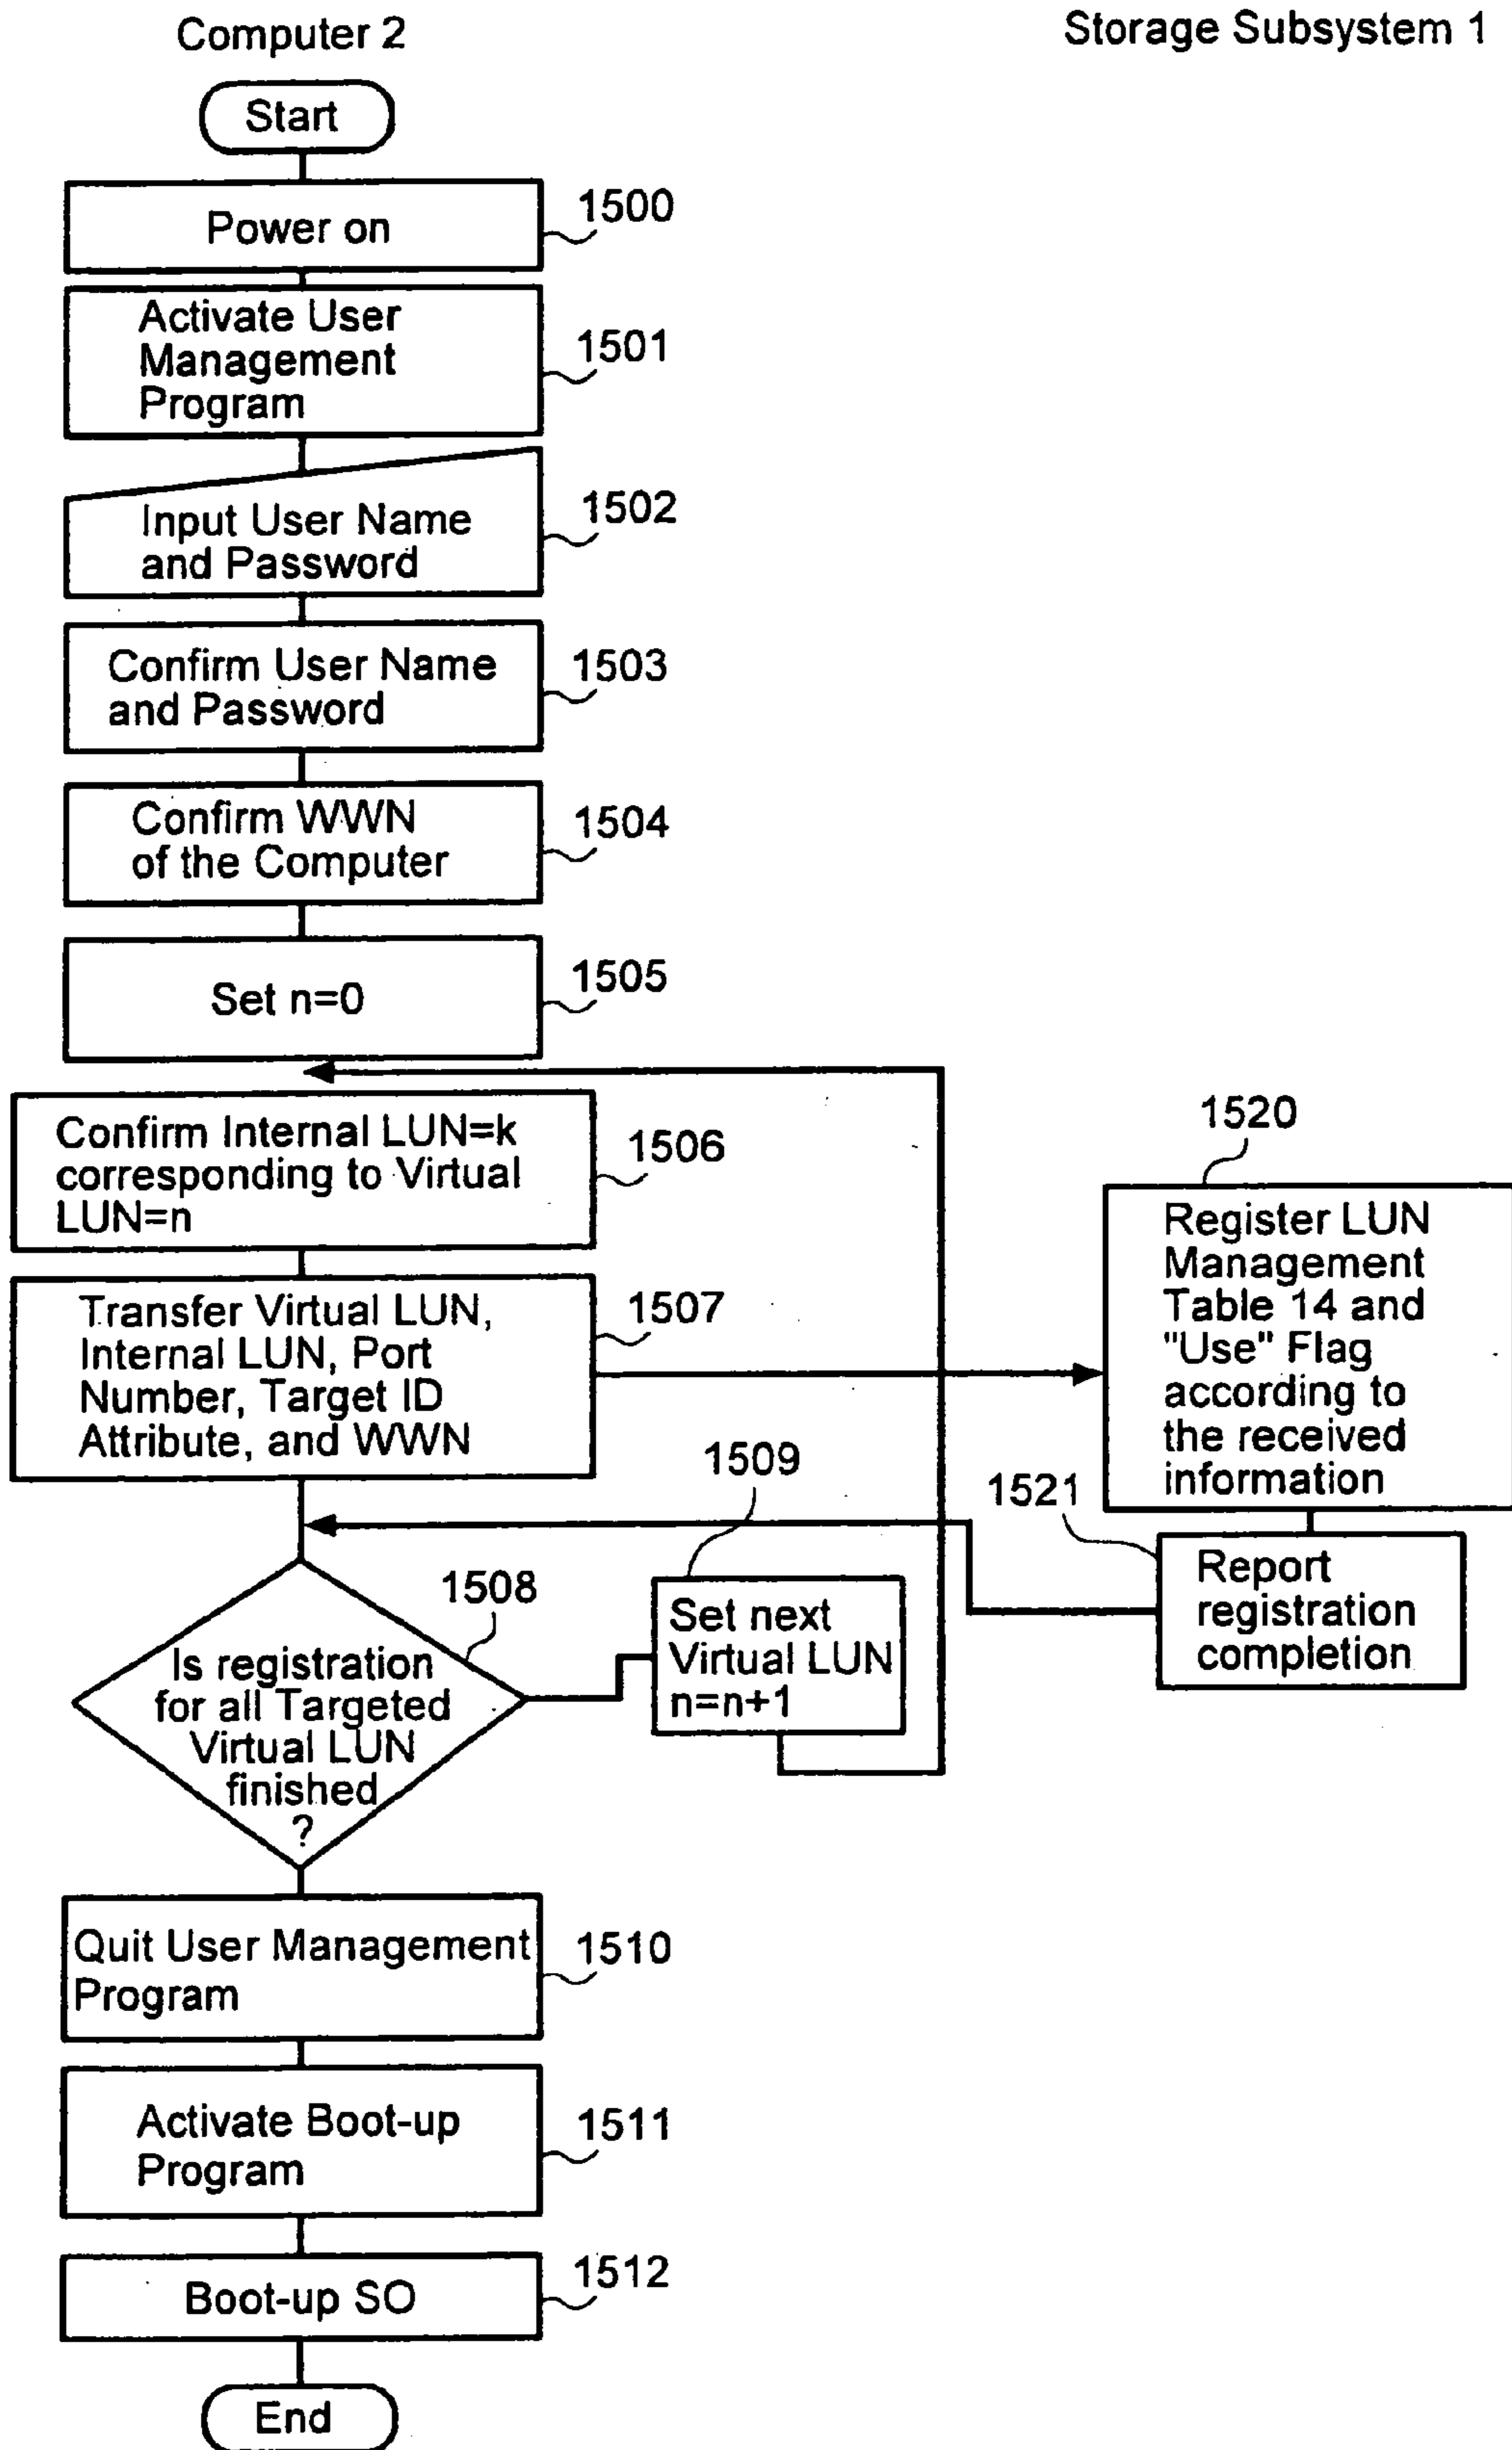 Computer 2
Storage Subsystem 1
Start
Power on
1500
Activate User
Management
Program
1501
Input User Name
and Password
1502
Confirm User Name
and Password
1503
Confirm WWN
of the Computer
1504
Set n=0
1505
Confirm Internal LUN=k
corresponding to Virtual
LUN=n
1506
Transfer Virtual LUN,
Internal LUN, Port
Number, Target ID
Attribute, and WWN
1507
1520
Register LUN
Management
Table 14 and
"Use" Flag
according to
the received
information
1521
Report
registration
completion
1508
Is registration
for all Targeted
Virtual LUN
finished
?
1509
Set next
Virtual LUN
n=n+1
Quit User Management
Program
1510
Activate Boot-up
Program
1511
Boot-up SO
1512
End